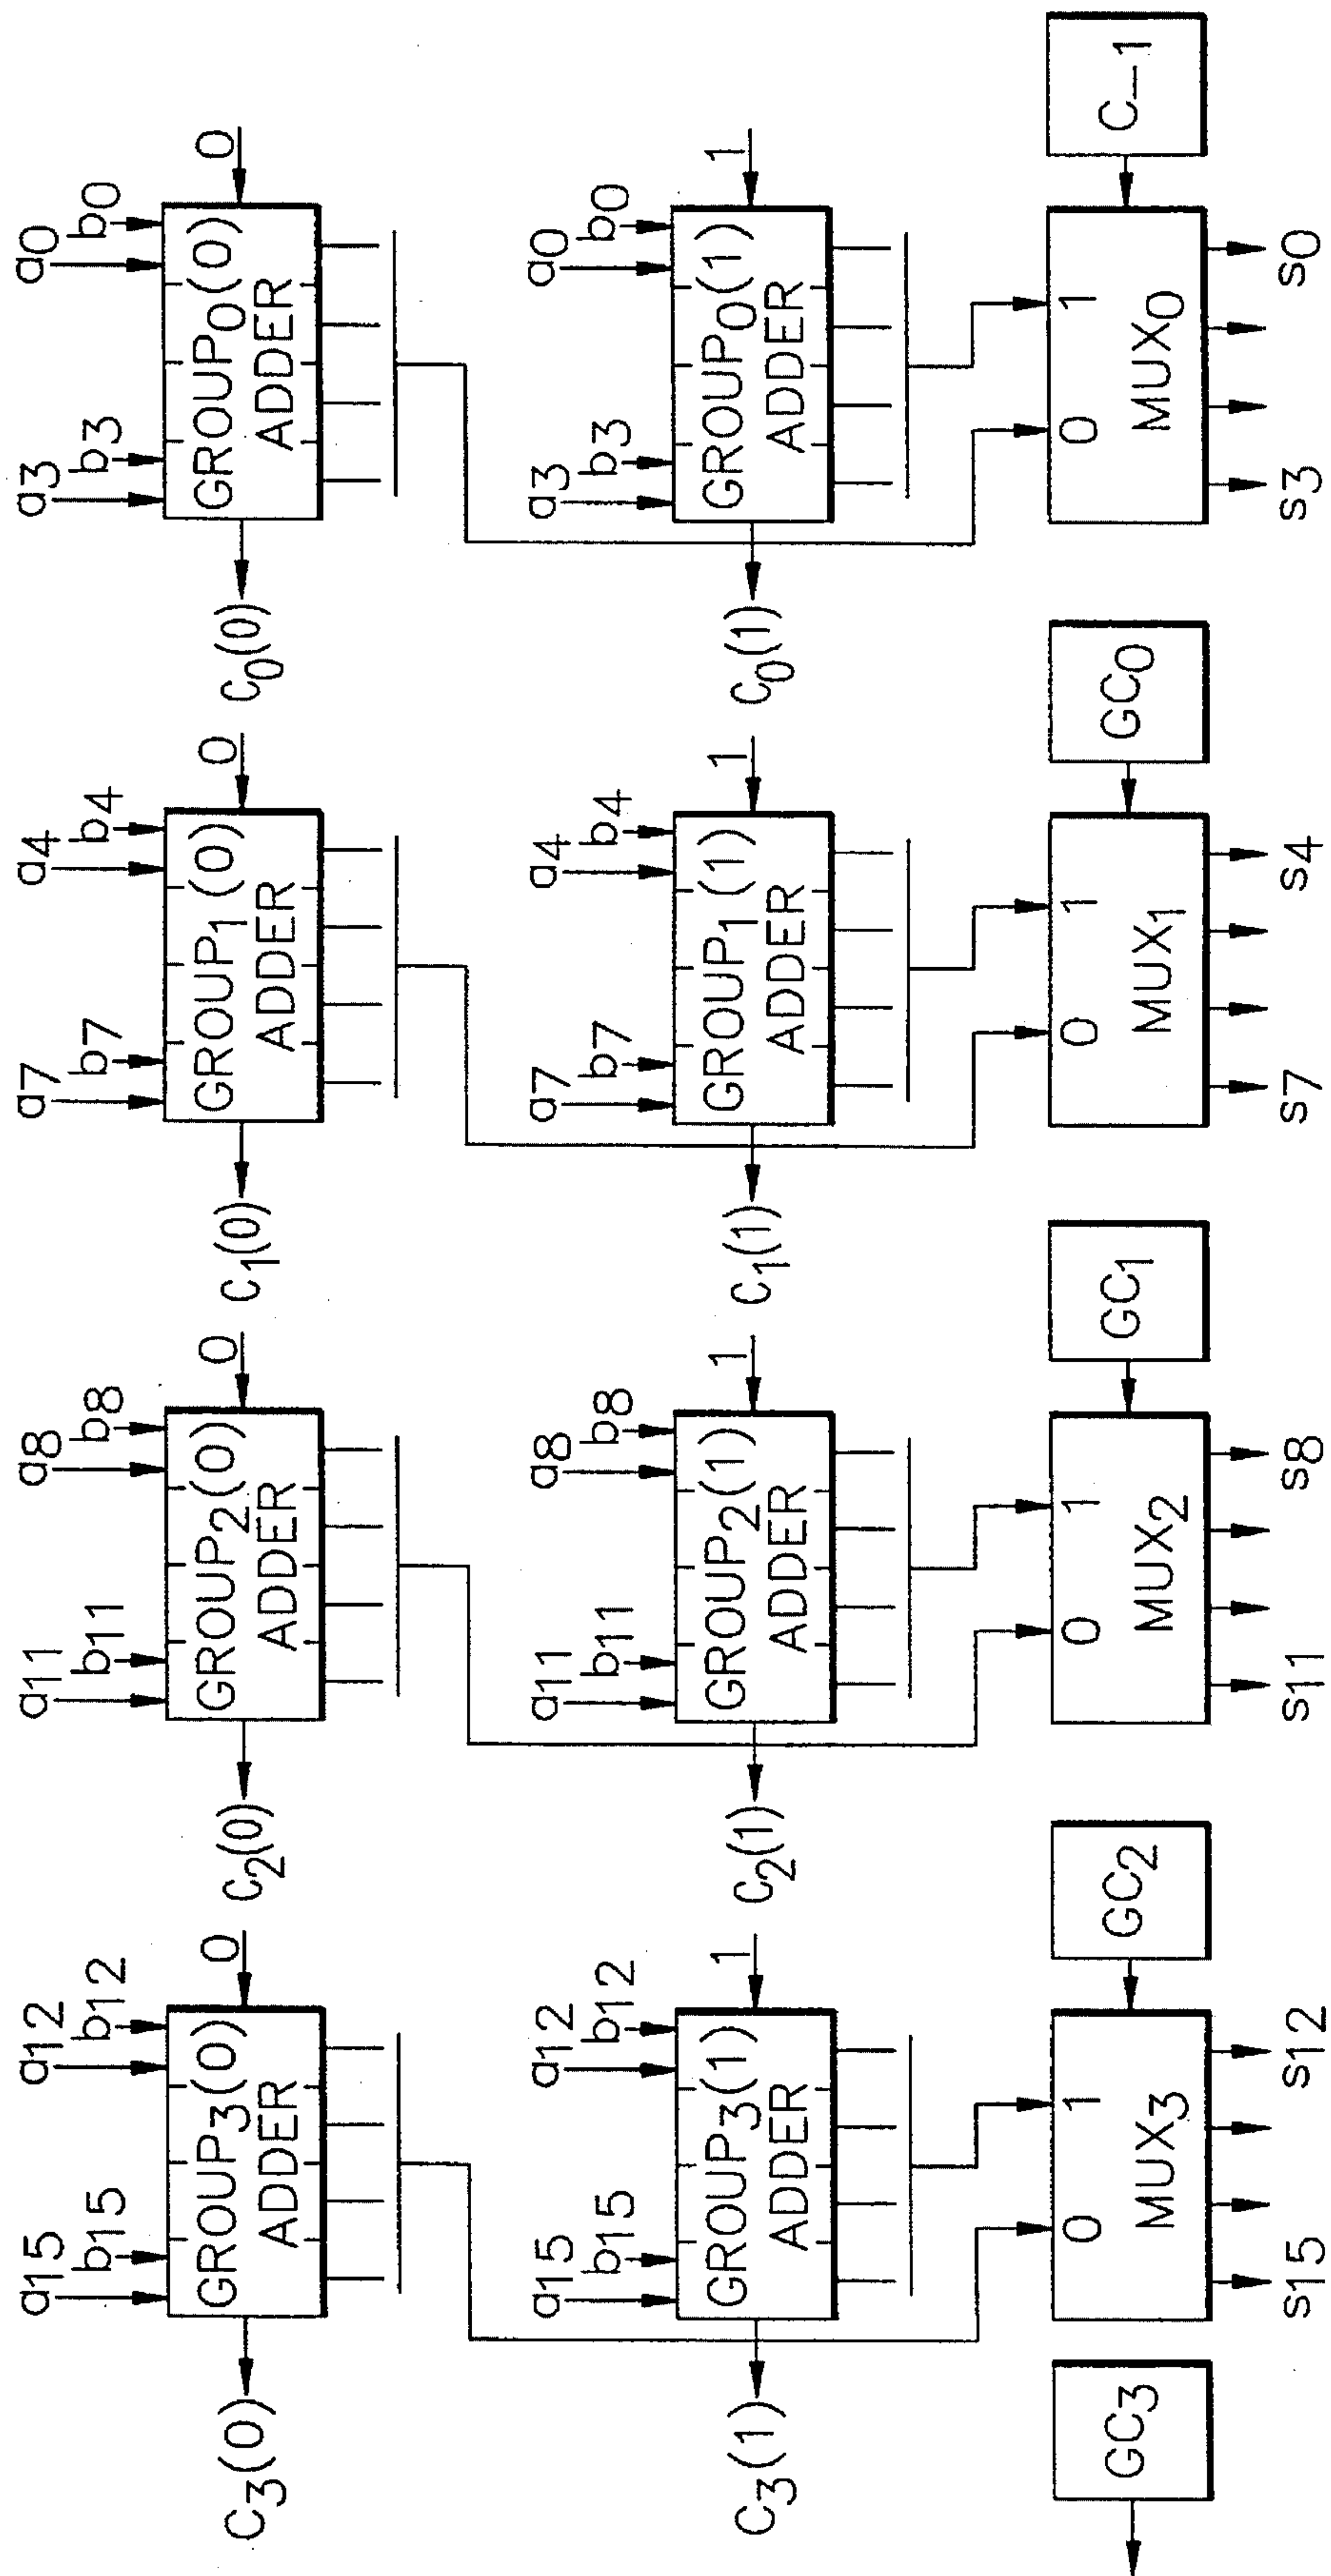 a15 a12 a11 a8 a7 a4 a3 a0
b15 b12 b11 b8 b7 b4 b3 b0
C3(0) GROUP3(0) ADDER 0 C2(0) GROUP2(0) ADDER 0 C1(0) GROUP1(0) ADDER 0 C0(0) GROUP0(0) ADDER 0
a15 a12 a11 a8 a7 a4 a3 a0
b15 b12 b11 b8 b7 b4 b3 b0
C3(1) GROUP3(1) ADDER 1 C2(1) GROUP2(1) ADDER 1 C1(1) GROUP1(1) ADDER 1 C0(1) GROUP0(1) ADDER 1
0 1 0 1 0 1 0 1
GC3 MUX3 GC2 MUX2 GC1 MUX1 GC0 MUX0 C-1
s15 s12 s11 s8 s7 s4 s3 s0